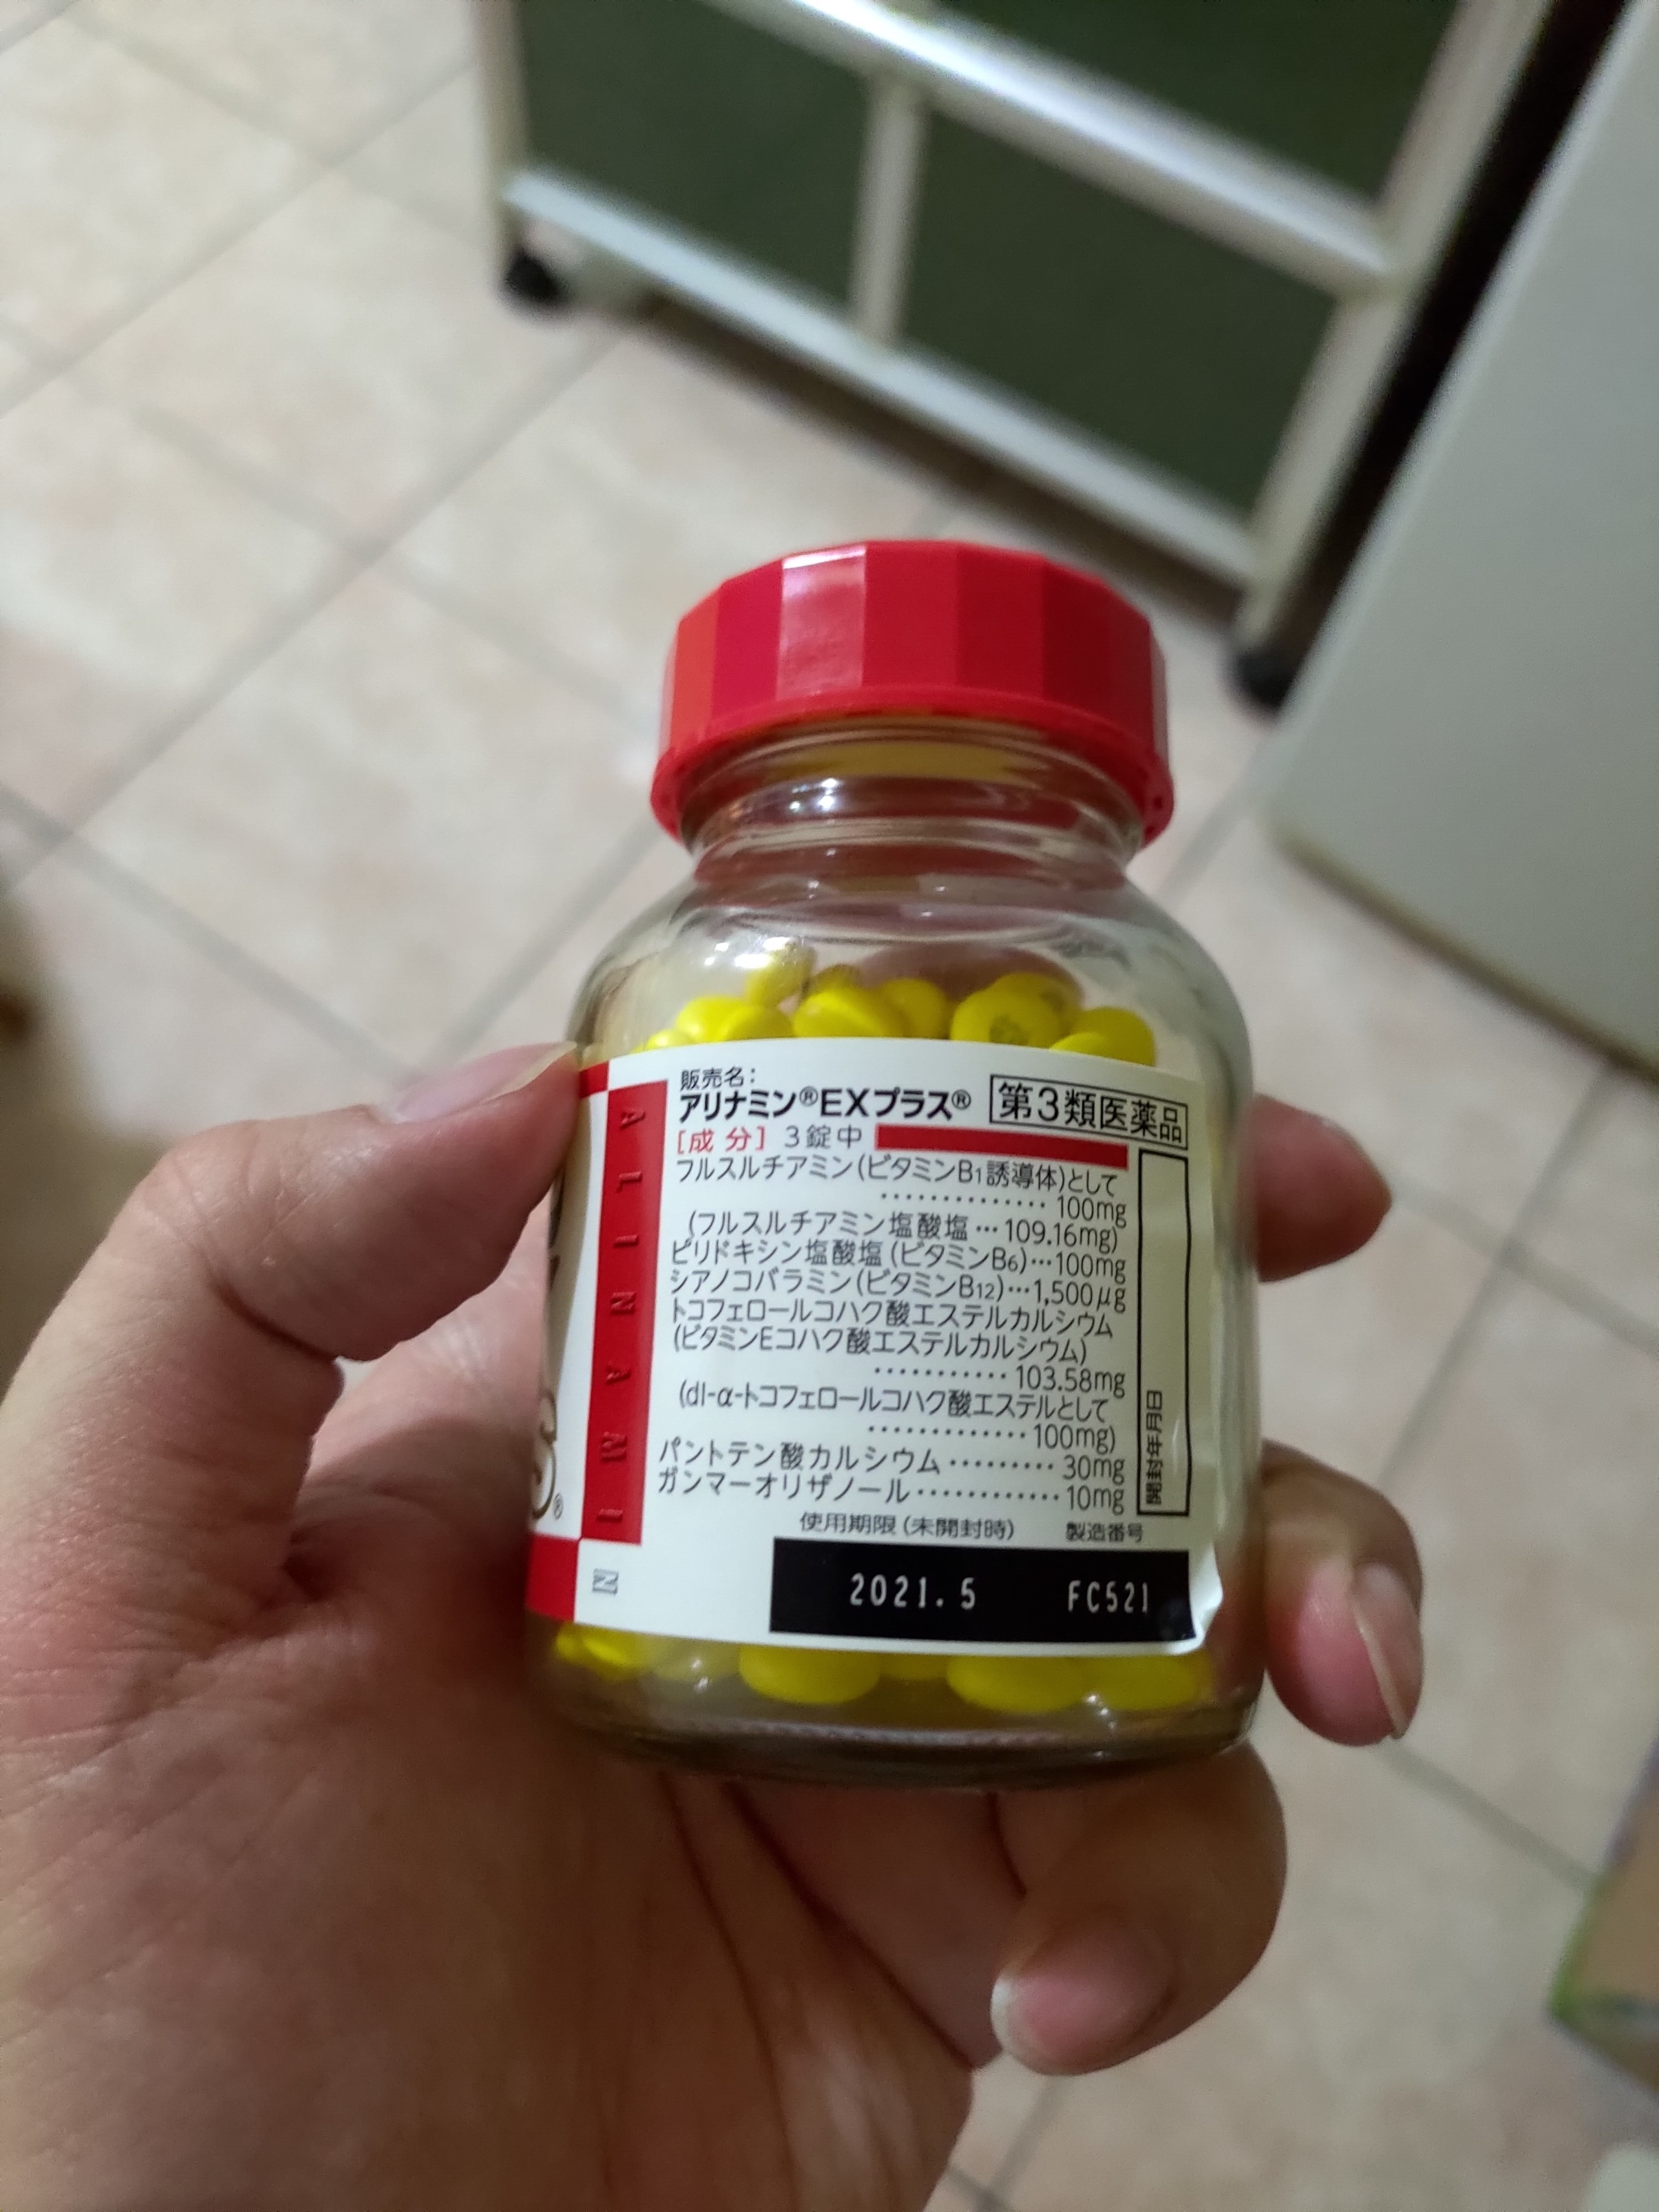 販売名:
アリナミン®EXプラス® 第3類医薬品
[成分] 3錠中
フルスルチアミン(ビタミンB1誘導体)として
·············· 100mg
(フルスルチアミン塩酸塩···109.16mg)
ピリドキシン塩酸塩(ビタミンB6)···100mg
シアノコバラミン(ビタミンB12)···1,500μg
トコフェロールコハク酸エステルカルシウム
(ビタミンEコハク酸エステルカルシウム)
··········· 103.58mg
(dl-α-トコフェロールコハク酸エステルとして
············· 100mg)
パントテン酸カルシウム········· 30mg
ガンマーオリザノール············10mg
使用期限(未開封時) 製造番号
2021.5 FC521
開封年月日
ALINAMIN
®